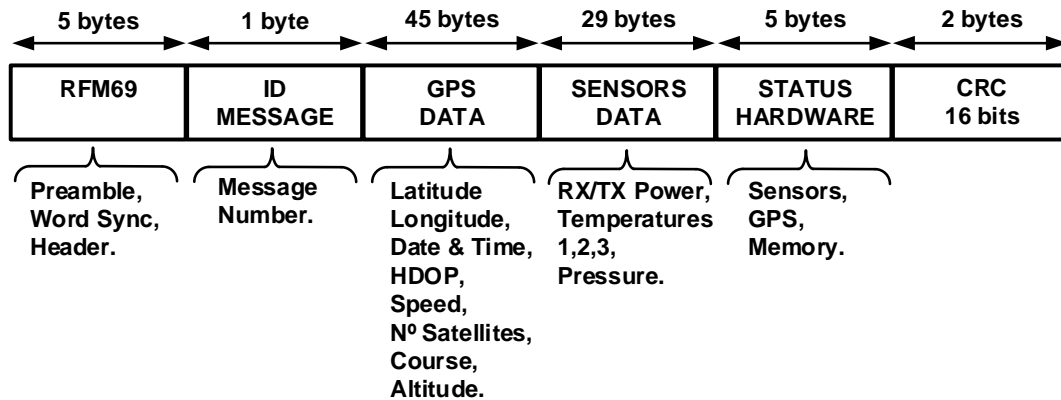 5 bytes
1 byte
45 bytes
29 bytes
5 bytes
2 bytes
RFM69
ID
MESSAGE
GPS
DATA
SENSORS
DATA
STATUS
HARDWARE
CRC
16 bits
Preamble,
Word Sync,
Header.
Message
Number.
Latitude
Longitude,
Date & Time,
HDOP,
Speed,
Nº Satellites,
Course,
Altitude.
RX/TX Power,
Temperatures
1,2,3,
Pressure.
Sensors,
GPS,
Memory.